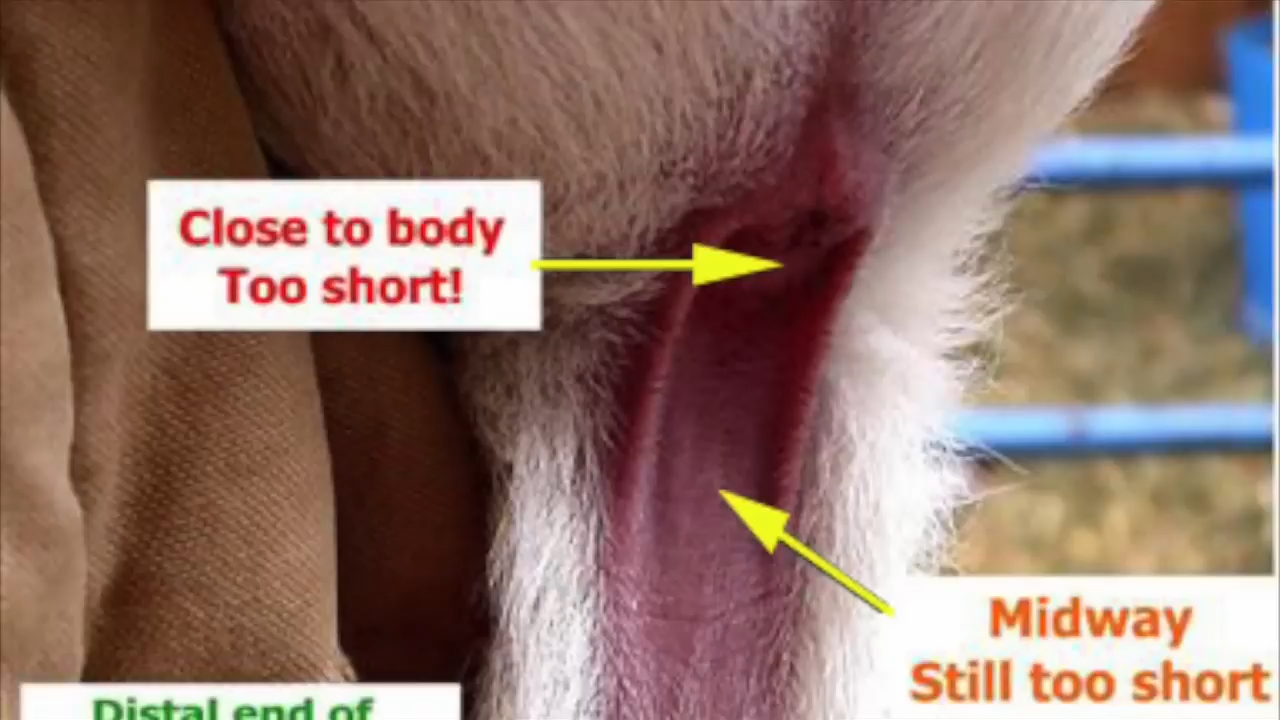 Close to body
Too short!
Midway
Still too short
Distal end of